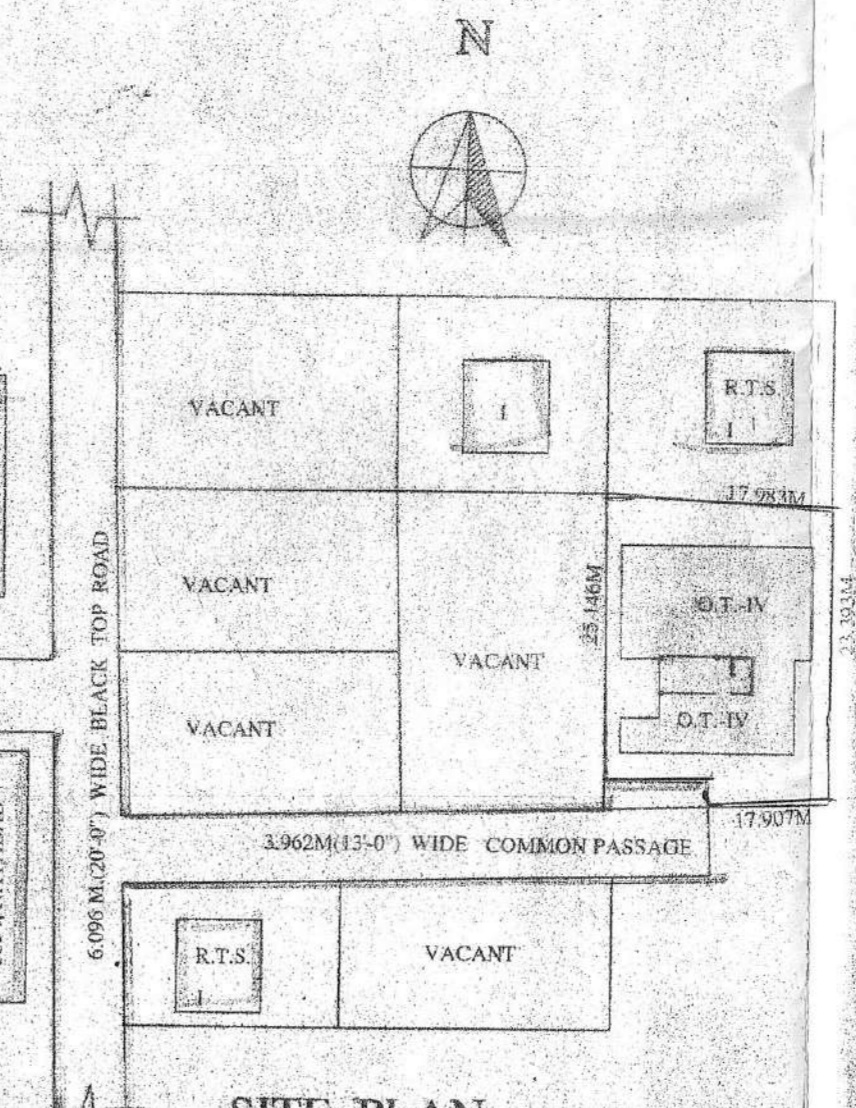 N
VACANT
I
R.T.S.
I
17.983M
VACANT
25.146M
O.T.-IV
23.393M
VACANT
O.T.-IV
VACANT
6.096 M.(20'-0") WIDE BLACK TOP ROAD
17.907M
3.962M(13'-0") WIDE COMMON PASSAGE
R.T.S.
I
VACANT
SITE PLAN